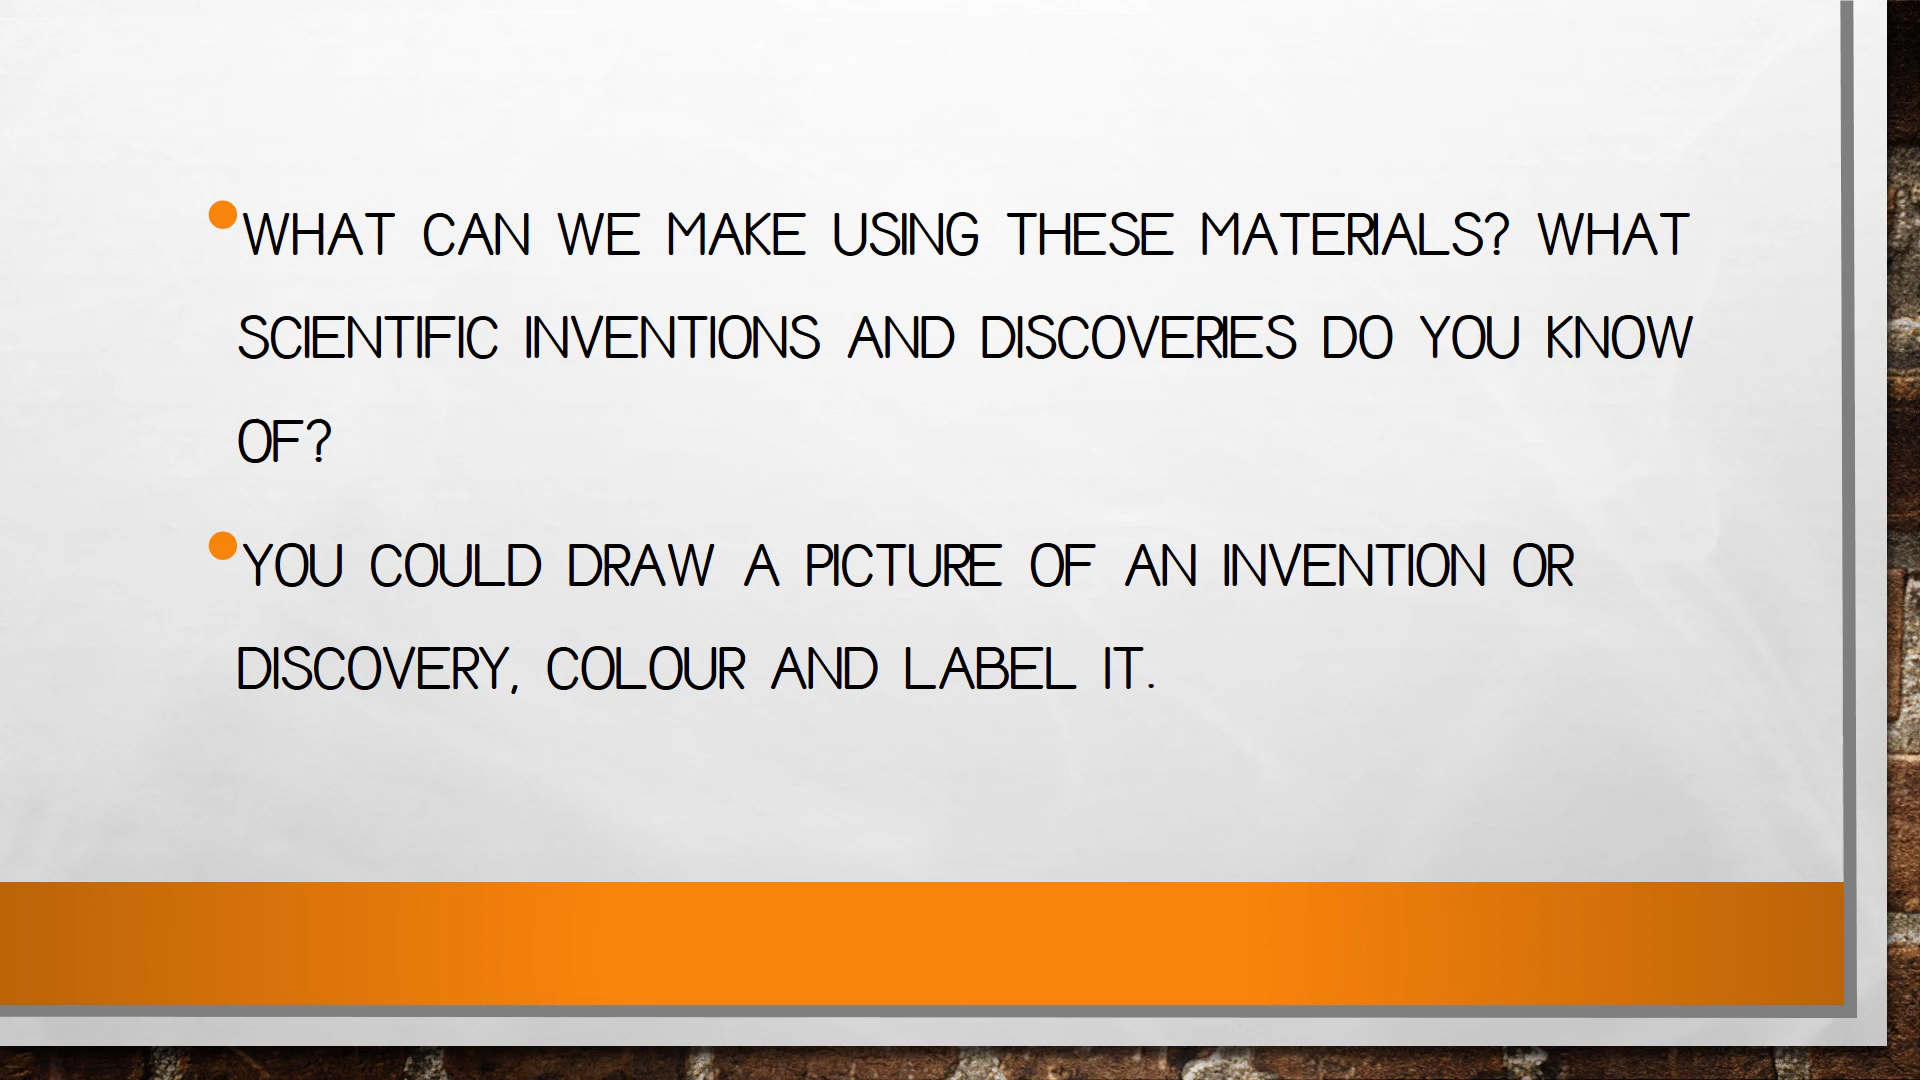 •WHAT CAN WE MAKE USING THESE MATERIALS? WHAT
SCIENTIFIC INVENTIONS AND DISCOVERIES DO YOU KNOW
OF?
•YOU COULD DRAW A PICTURE OF AN INVENTION OR
DISCOVERY, COLOUR AND LABEL IT.